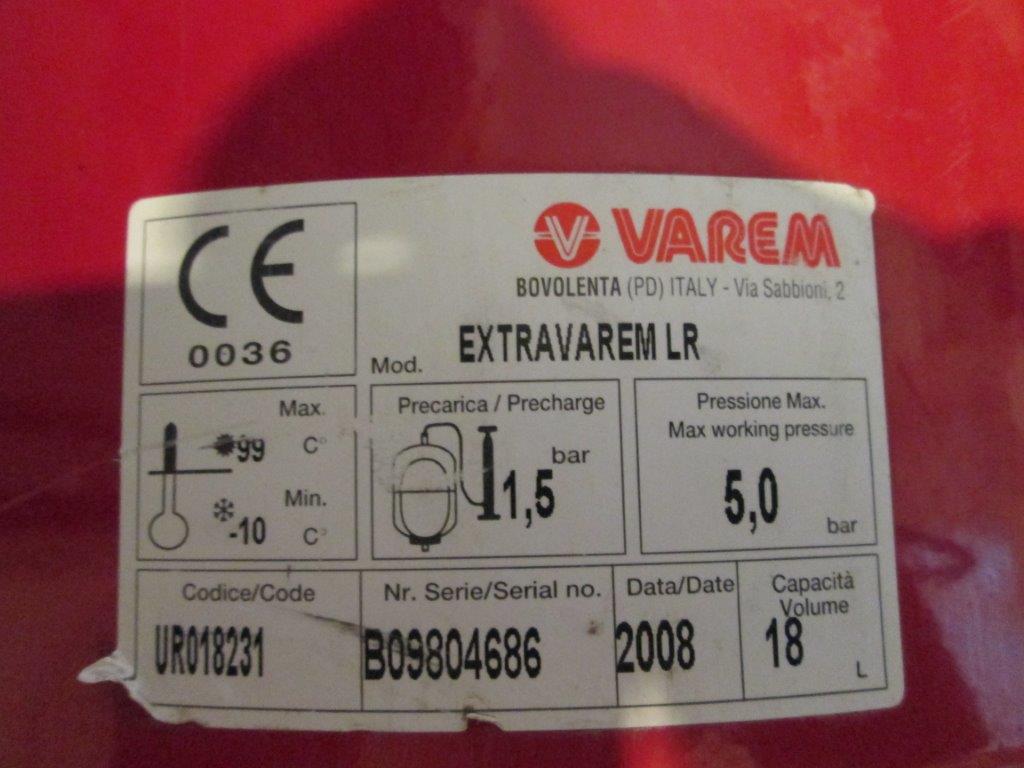 CE
0036
VAREM
BOVOLENTA (PD) ITALY - Via Sabbioni, 2
Mod. EXTRAVAREM LR
Max.
99 C°
Min.
-10 C°
Precarica / Precharge
bar
1,5
Pressione Max.
Max working pressure
5,0
bar
Codice/Code
UR018231
Nr. Serie/Serial no.
B09804686
Data/Date
2008
Capacità
Volume
18
L